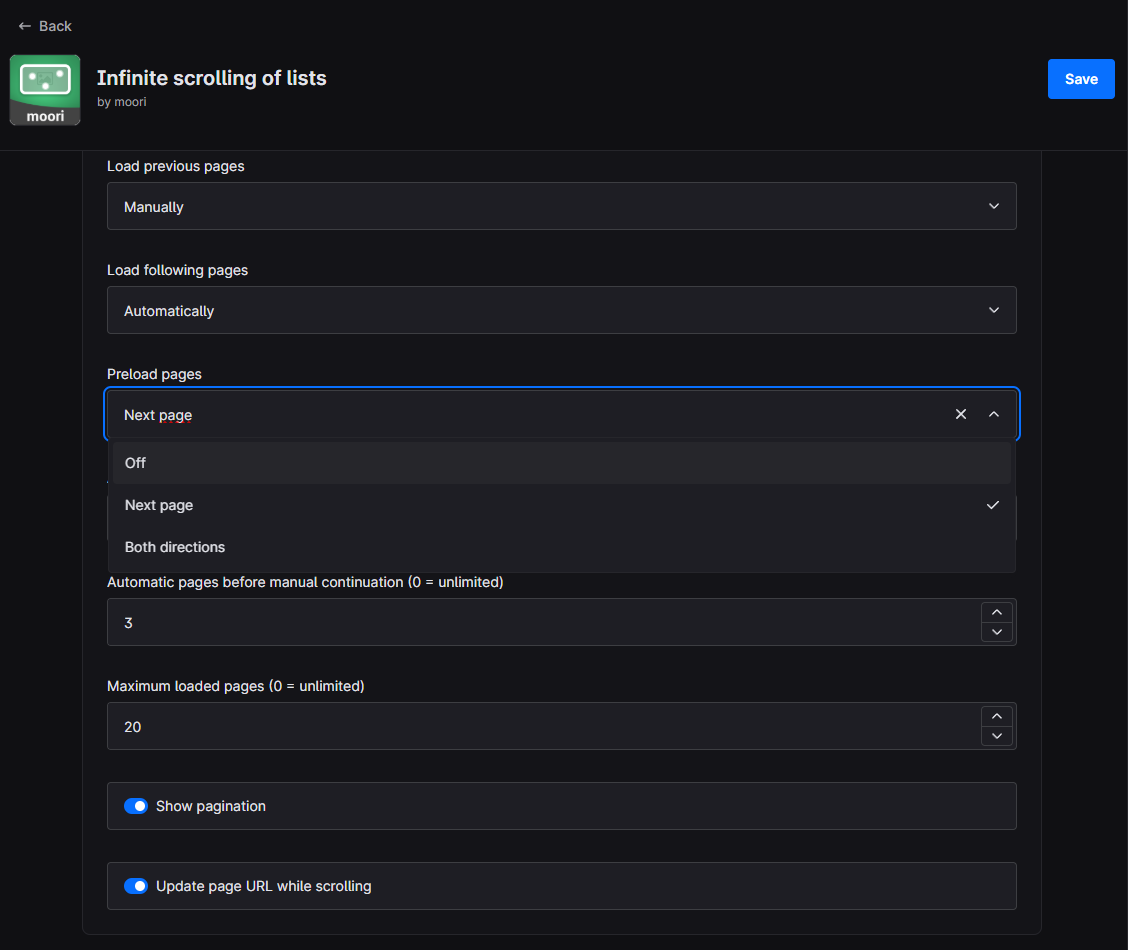 Back
Infinite scrolling of lists
by moori
moori
Save
Load previous pages
Manually
Load following pages
Automatically
Preload pages
Next page
Off
Next page
Both directions
Automatic pages before manual continuation (0 = unlimited)
3
Maximum loaded pages (0 = unlimited)
20
Show pagination
Update page URL while scrolling